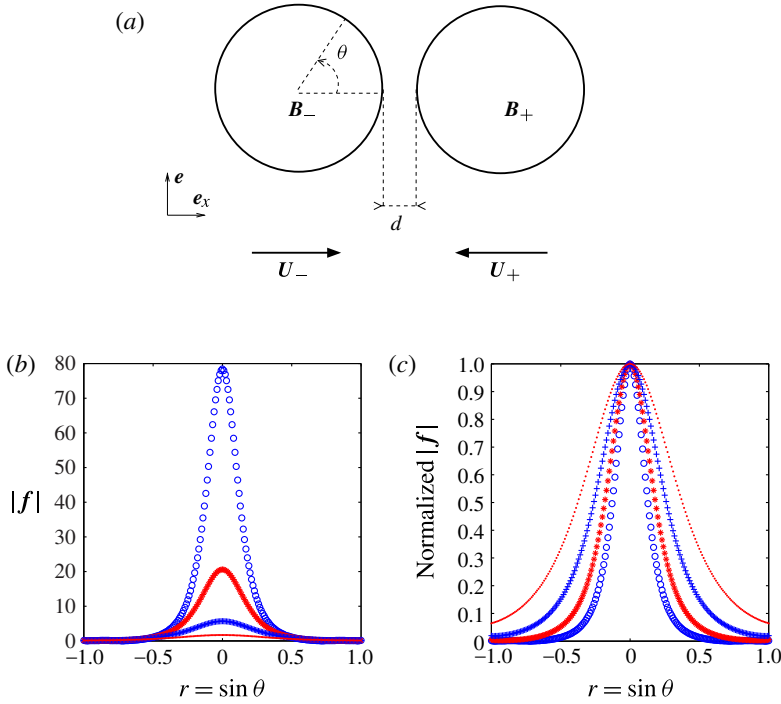 (a)
θ
B₋
B₊
e
eₓ
d
U₋
U₊
(b)
80
70
60
50
40
30
20
10
0
|f|
−1.0
−0.5
0
0.5
1.0
r = sin θ
(c)
1.0
0.9
0.8
0.7
0.6
0.5
0.4
0.3
0.2
0.1
0
Normalized |f|
−1.0
−0.5
0
0.5
1.0
r = sin θ